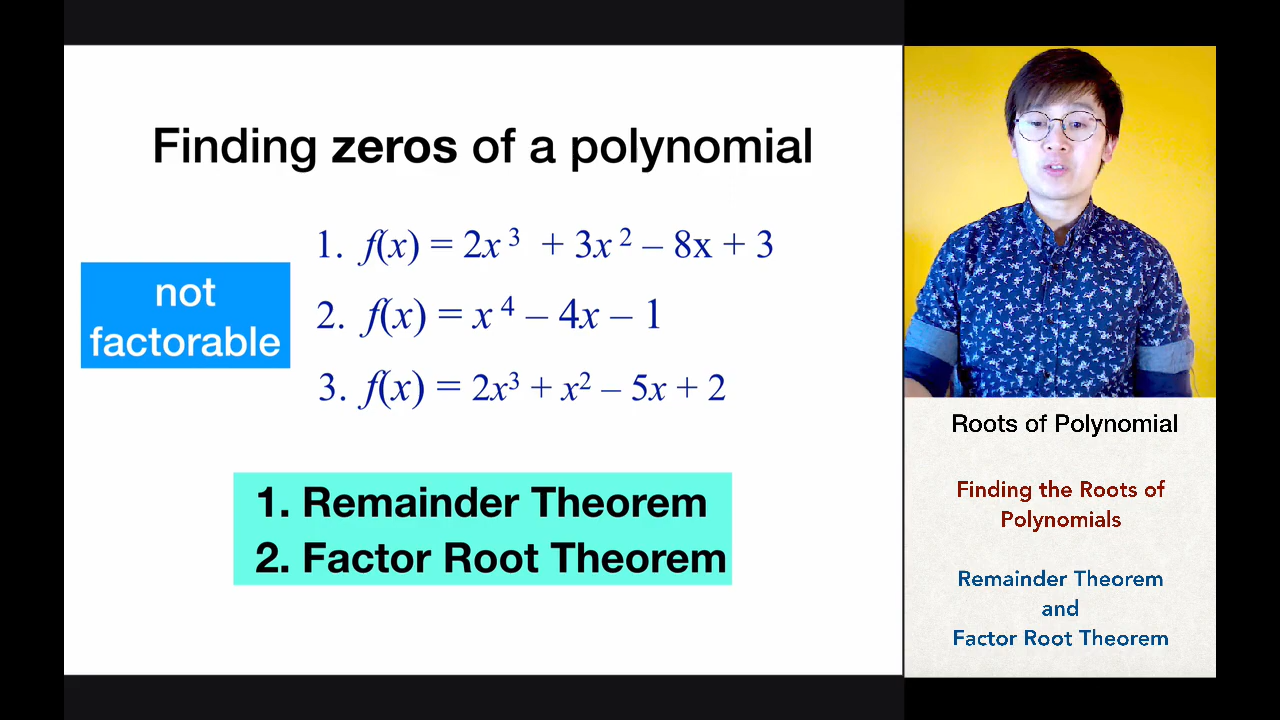 Finding zeros of a polynomial
not
factorable
1. f(x) = 2x³ + 3x² – 8x + 3
2. f(x) = x⁴ – 4x – 1
3. f(x) = 2x³ + x² – 5x + 2
1. Remainder Theorem
2. Factor Root Theorem
Roots of Polynomial
Finding the Roots of
Polynomials
Remainder Theorem
and
Factor Root Theorem